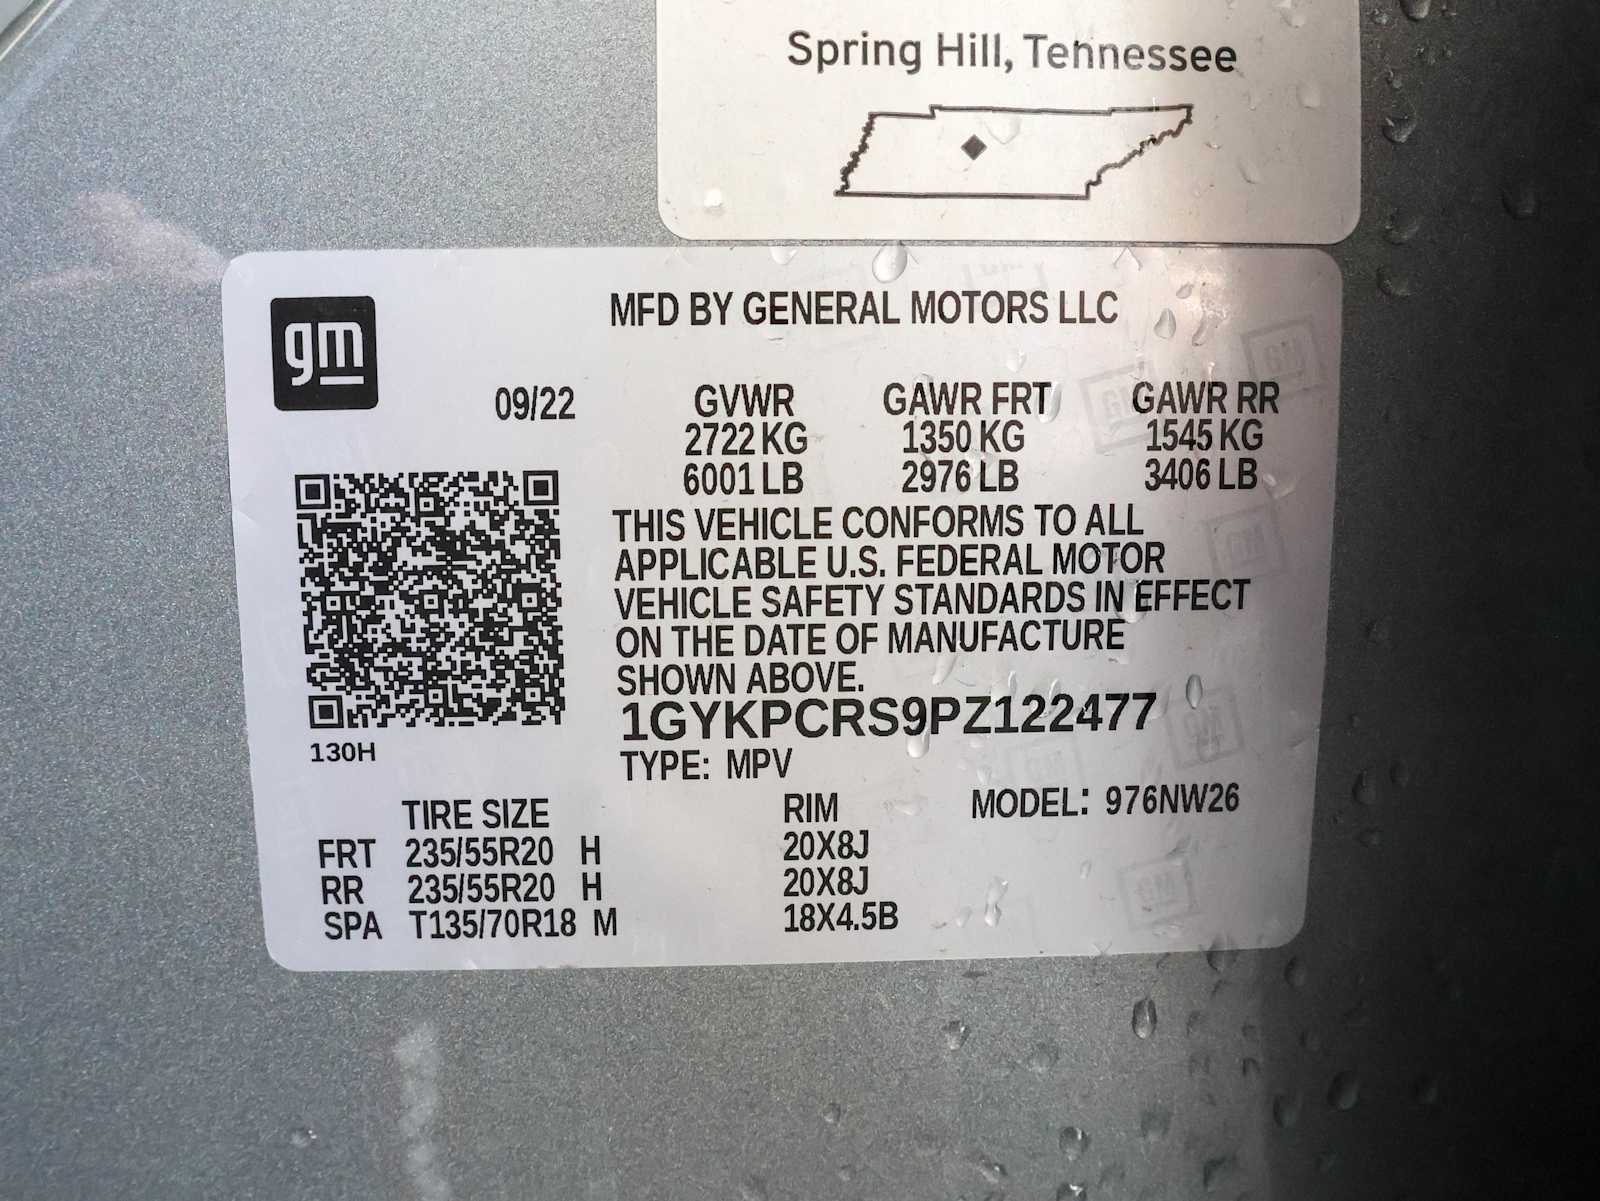 Spring Hill, Tennessee
gm
MFD BY GENERAL MOTORS LLC
09/22 GVWR GAWR FRT GAWR RR
2722 KG 1350 KG 1545 KG
6001 LB 2976 LB 3406 LB
THIS VEHICLE CONFORMS TO ALL
APPLICABLE U.S. FEDERAL MOTOR
VEHICLE SAFETY STANDARDS IN EFFECT
ON THE DATE OF MANUFACTURE
SHOWN ABOVE.
1GYKPCRS9PZ122477
130H
TYPE: MPV
TIRE SIZE RIM MODEL: 976NW26
FRT 235/55R20 H 20X8J
RR 235/55R20 H 20X8J
SPA T135/70R18 M 18X4.5B